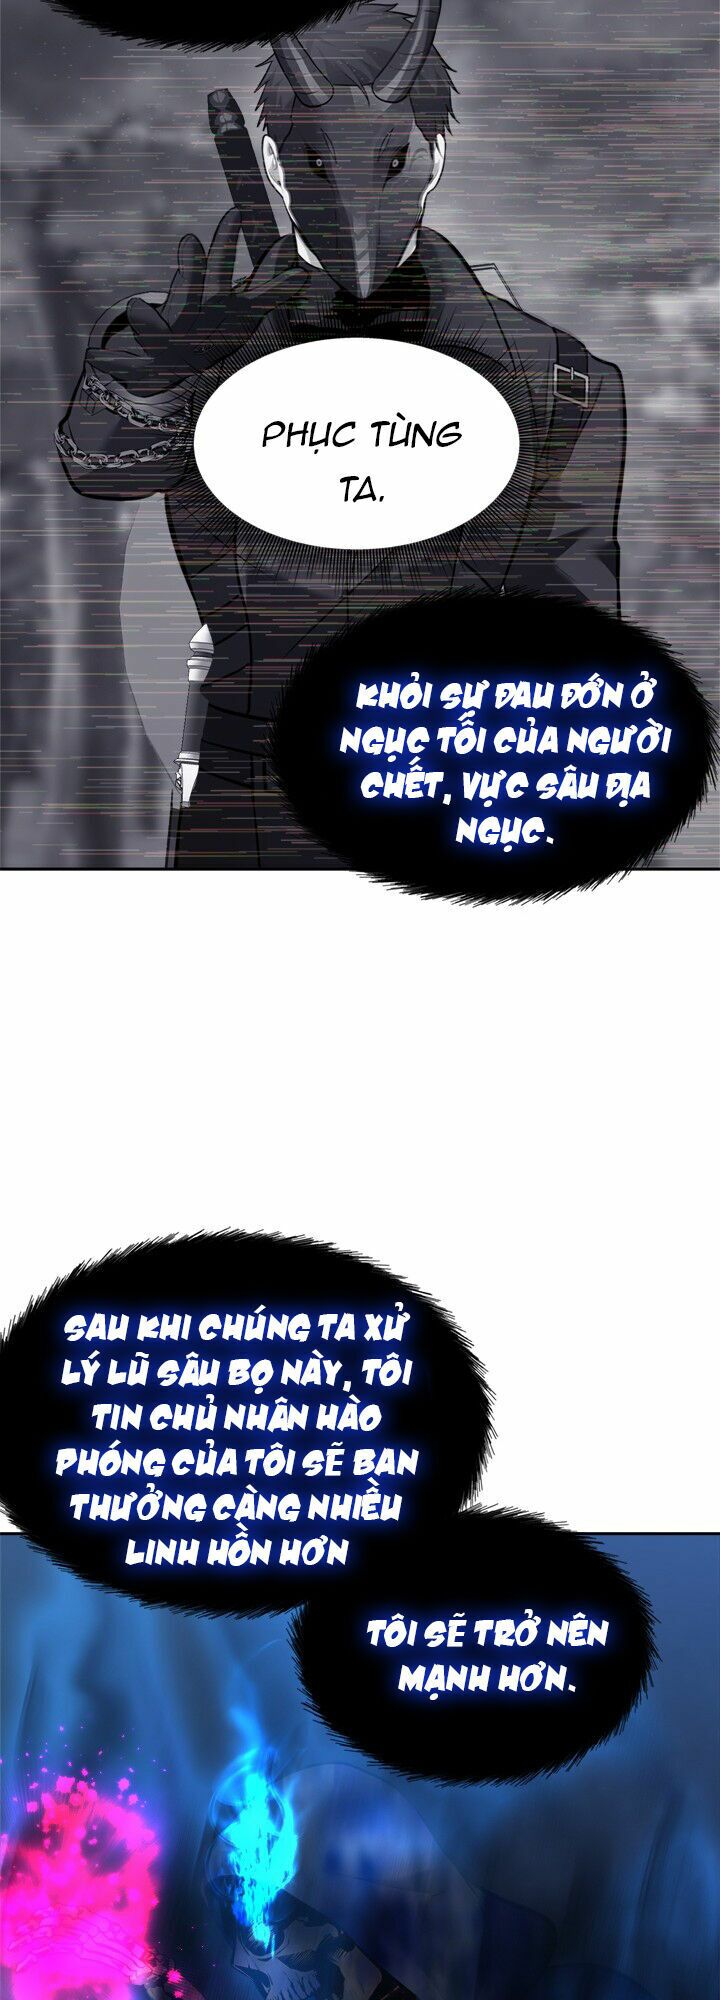 PHỤC TÙNG
TA.
KHỎI SỰ ĐAU ĐỚN Ở
NGỤC TỐI CỦA NGƯỜI
CHẾT, VỰC SÂU ĐỊA
NGỤC.
SAU KHI CHÚNG TA XỬ
LÝ LŨ SÂU BỌ NÀY, TÔI
TIN CHỦ NHÂN HÀO
PHÓNG CỦA TÔI SẼ BAN
THƯỞNG CÀNG NHIỀU
LINH HỒN HƠN
TÔI SẼ TRỞ NÊN
MẠNH HƠN.